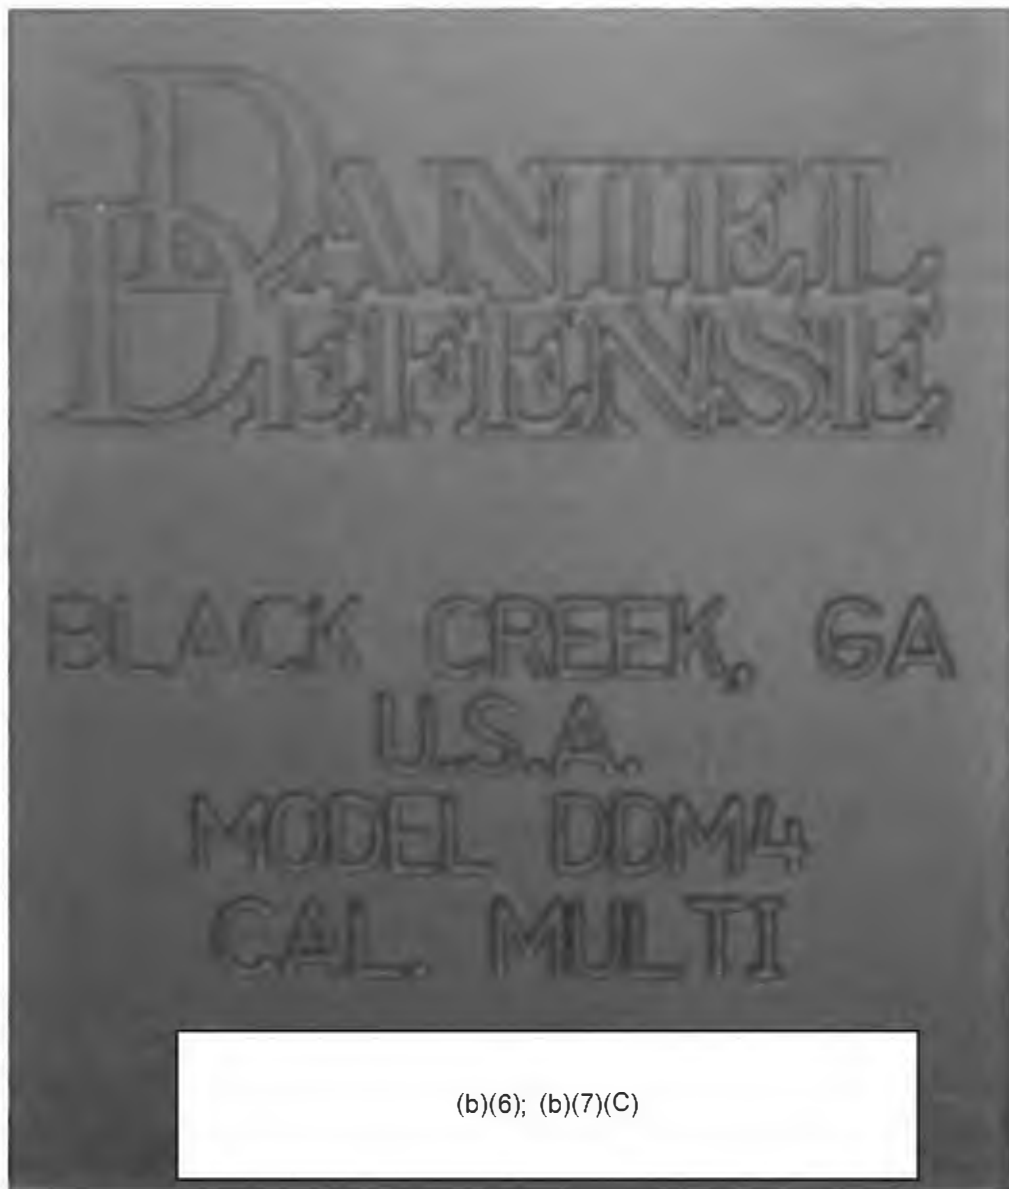 DANIEL
DEFENSE
BLACK CREEK, GA
U.S.A.
MODEL DDM4
CAL. MULTI
(b)(6); (b)(7)(C)